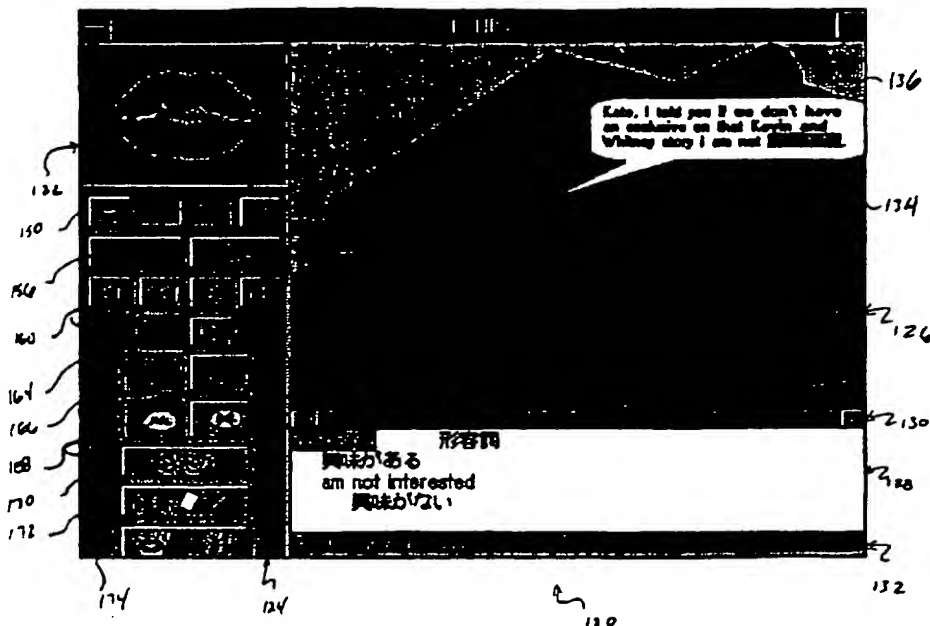 136
Kate, I told you if we don't have
an exclusive on that Kevin and
Whitney story I am not
134
150
156
160
126
164
166
130
168
形容詞
興味がある
am not interested
興味がない
170
172
174
124
132